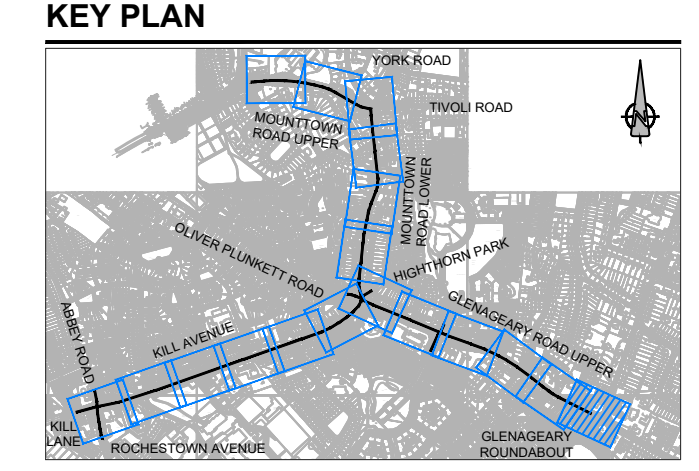 KEY PLAN
YORK ROAD
TIVOLI ROAD
MOUNTTOWN
ROAD UPPER
MOUNTTOWN
ROAD LOWER
N
OLIVER PLUNKETT ROAD
HIGHTHORN PARK
GLENAGEARY ROAD UPPER
ABBEY ROAD
KILL AVENUE
KILL
LANE
ROCHESTOWN AVENUE
GLENAGEARY
ROUNDABOUT